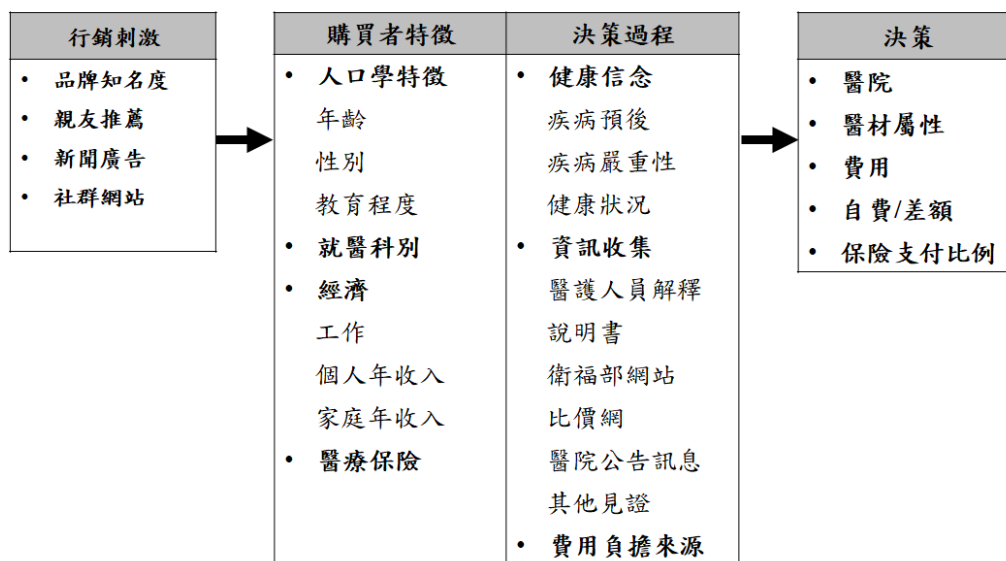 行銷刺激
• 品牌知名度
• 親友推薦
• 新聞廣告
• 社群網站
購買者特徵
• 人口學特徵
年齡
性別
教育程度
• 就醫科別
• 經濟
工作
個人年收入
家庭年收入
• 醫療保險
決策過程
• 健康信念
疾病預後
疾病嚴重性
健康狀況
• 資訊收集
醫護人員解釋
說明書
衛福部網站
比價網
醫院公告訊息
其他見證
• 費用負擔來源
決策
• 醫院
• 醫材屬性
• 費用
• 自費/差額
• 保險支付比例